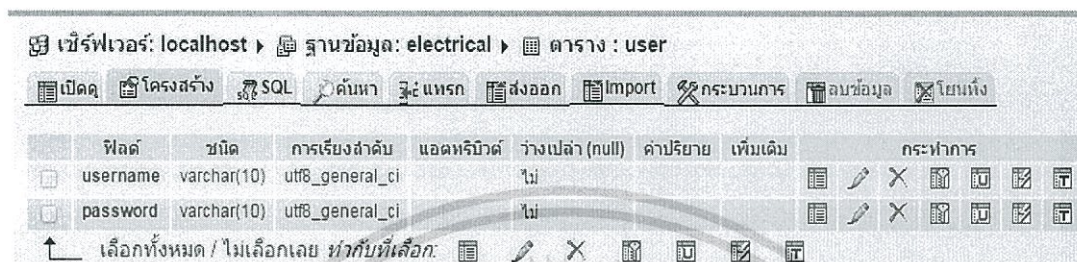 เซิร์ฟเวอร์: localhost ▸ ฐานข้อมูล: electrical ▸ ตาราง : user
เปิดดู โครงสร้าง SQL ค้นหา แทรก ส่งออก Import กระบวนการ ลบข้อมูล โยนทิ้ง
ฟิลด์ ชนิด การเรียงลำดับ แอตทริบิวต์ ว่างเปล่า (null) ค่าปริยาย เพิ่มเติม กระทำการ
username varchar(10) utf8_general_ci ไม่
password varchar(10) utf8_general_ci ไม่
เลือกทั้งหมด / ไม่เลือกเลย ทำกับที่เลือก: